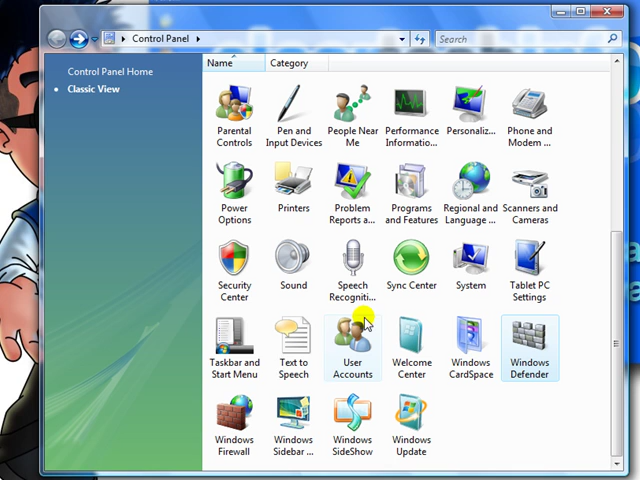 Control Panel
Search
Control Panel Home
Classic View
Name
Category
Parental
Controls
Pen and
Input Devices
People Near
Me
Performance
Informatio...
Personaliz...
Phone and
Modem ...
Power
Options
Printers
Problem
Reports a...
Programs
and Features
Regional and
Language ...
Scanners and
Cameras
Security
Center
Sound
Speech
Recogniti...
Sync Center
System
Tablet PC
Settings
Taskbar and
Start Menu
Text to
Speech
User
Accounts
Welcome
Center
Windows
CardSpace
Windows
Defender
Windows
Firewall
Windows
Sidebar ...
Windows
SideShow
Windows
Update